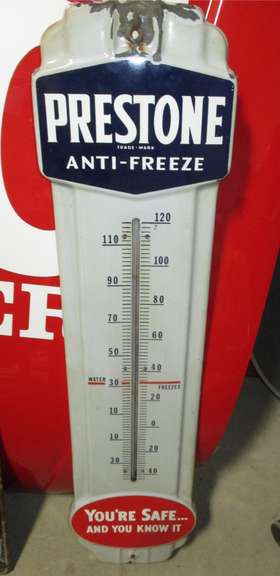 PRESTONE
TRADE-MARK
ANTI-FREEZE
120
110
100
90
80
70
60
50
40
WATER 30 FREEZES
20
10
0
10
20
30
40
YOU'RE SAFE...
AND YOU KNOW IT